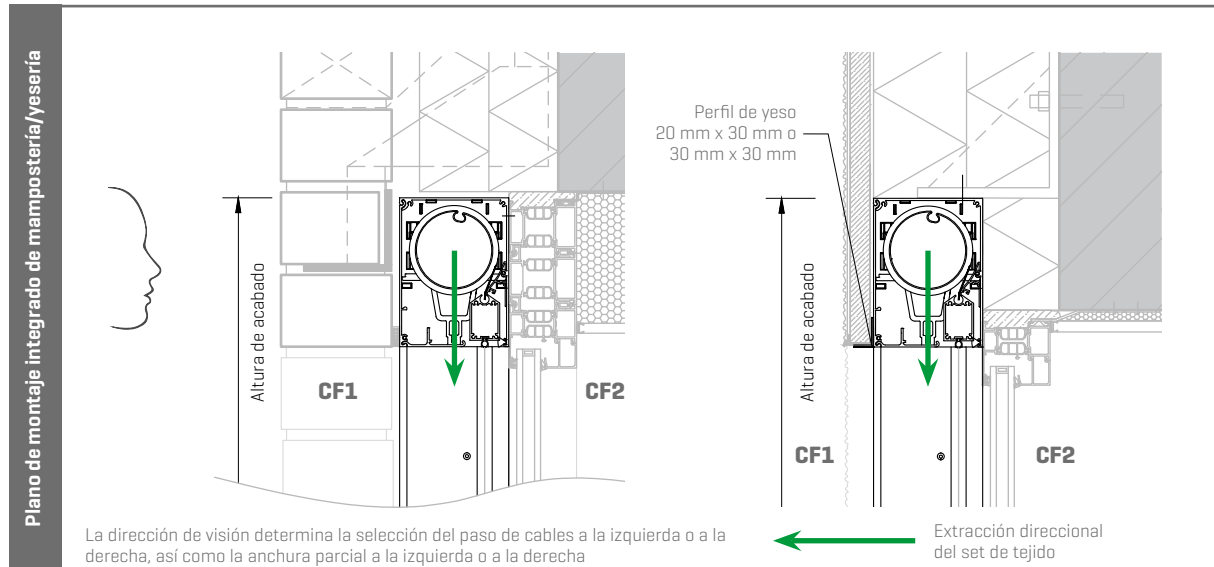 Plano de montaje integrado de mampostería/yesería
Altura de acabado
CF1
CF2
Perfil de yeso
20 mm x 30 mm o
30 mm x 30 mm
Altura de acabado
CF1
CF2
La dirección de visión determina la selección del paso de cables a la izquierda o a la
derecha, así como la anchura parcial a la izquierda o a la derecha
Extracción direccional
del set de tejido